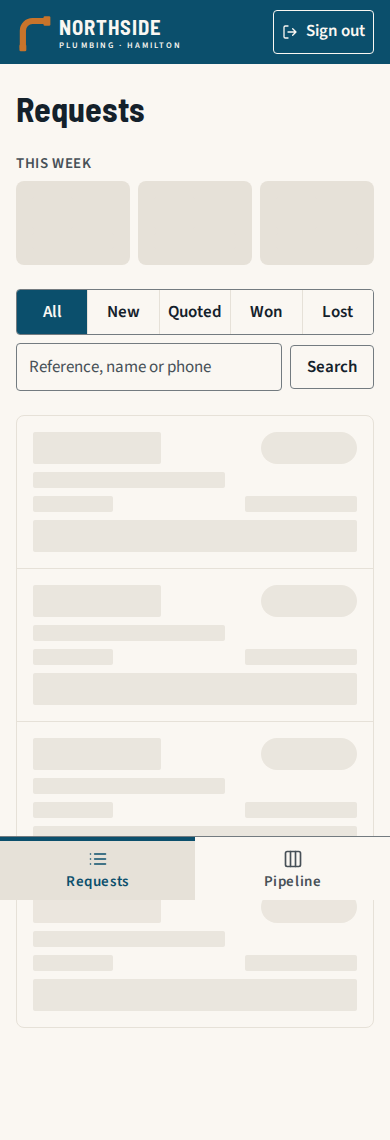 NORTHSIDE
PLUMBING · HAMILTON
Sign out
Requests
THIS WEEK
All New Quoted Won Lost
Reference, name or phone Search
Requests Pipeline